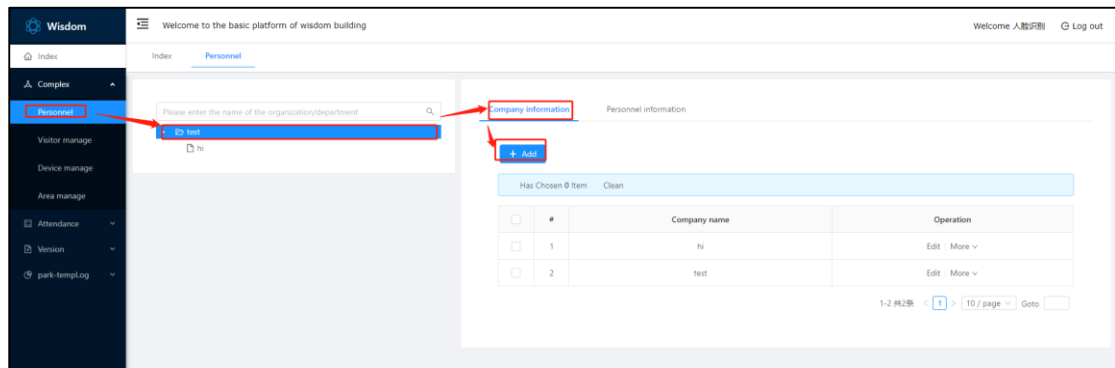 Wisdom
Welcome to the basic platform of wisdom building
Welcome 人脸识别
Log out
Index
Complex
Personnel
Visitor manage
Device manage
Area manage
Attendance
Version
park-tempLog
Index
Personnel
Please enter the name of the organization/department
test
hi
Company information
Personnel information
+ Add
Has Chosen 0 Item Clean
# Company name Operation
1 hi Edit More
2 test Edit More
1-2 共2条 < 1 > 10 / page Goto